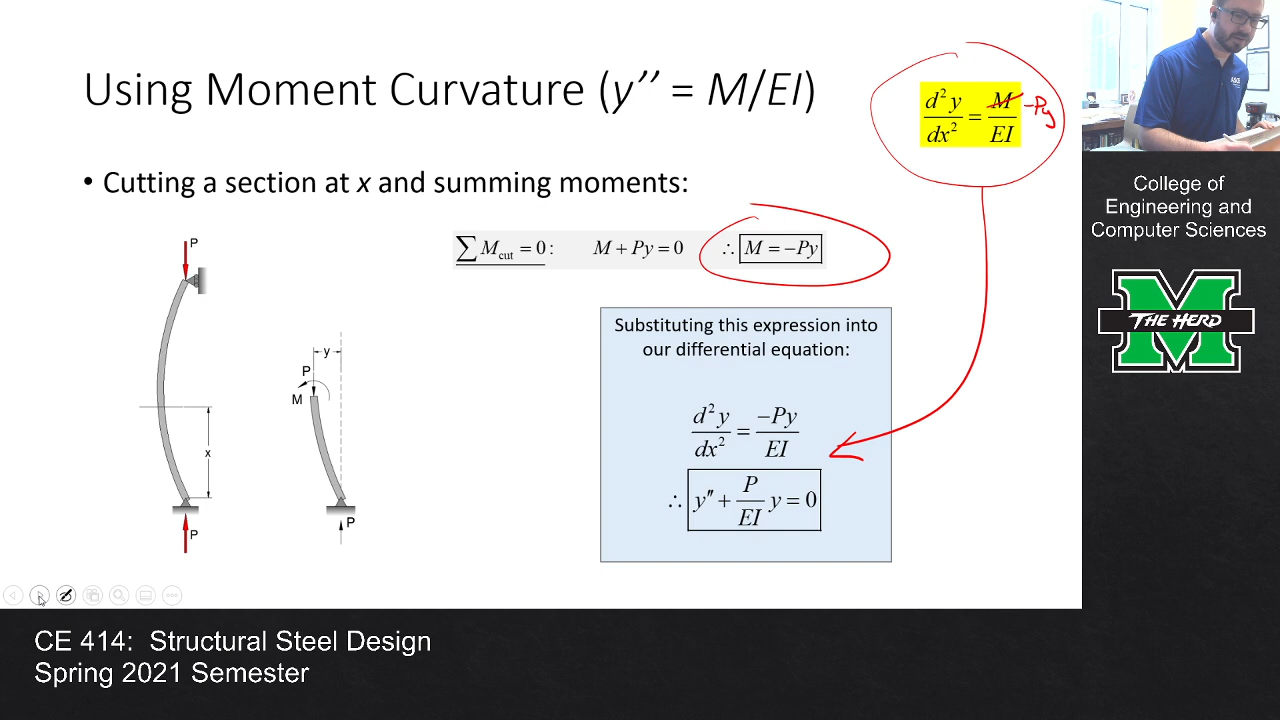 Using Moment Curvature (y’’ = M/EI)
d²y/dx² = M/EI -Py
• Cutting a section at x and summing moments:
∑M_cut = 0: M + Py = 0 ∴ M = −Py
P
x
P
y
P
M
P
Substituting this expression into
our differential equation:
d²y/dx² = −Py/EI
∴ y″ + P/EI y = 0
College of
Engineering and
Computer Sciences
M
THE HERD
CE 414: Structural Steel Design
Spring 2021 Semester